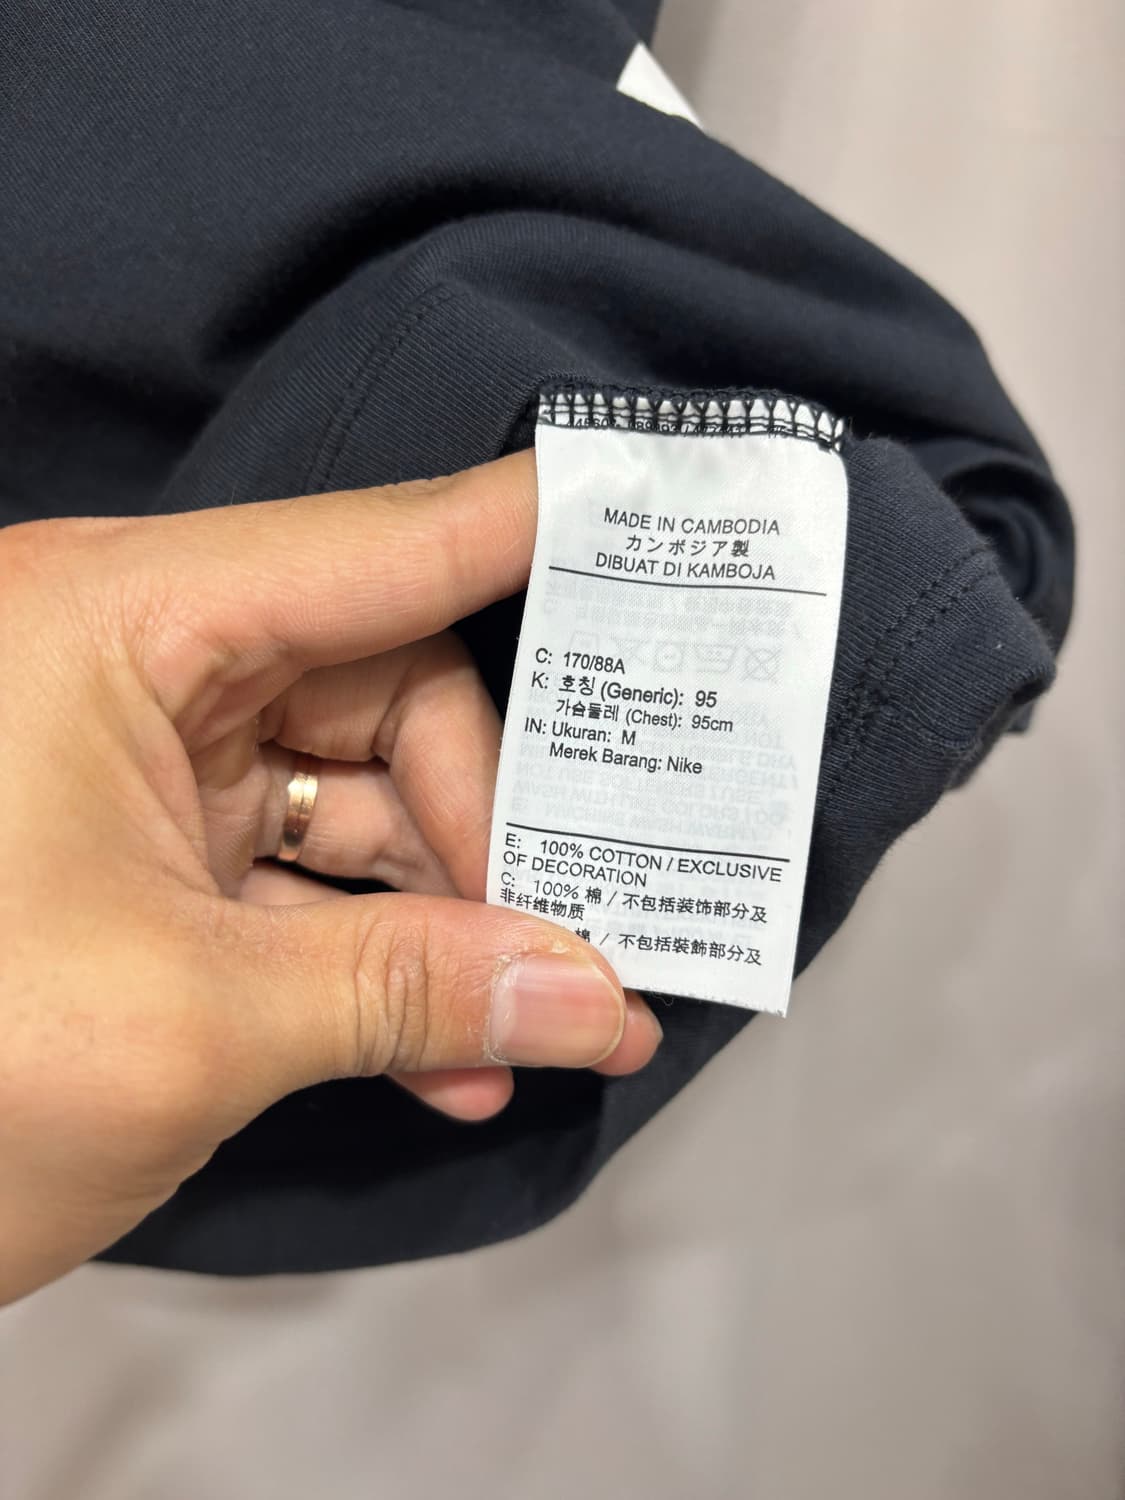 MADE IN CAMBODIA
カンボジア製
DIBUAT DI KAMBOJA
C: 170/88A
K: 호칭 (Generic): 95
가슴둘레 (Chest): 95cm
IN: Ukuran: M
Merek Barang: Nike
E: 100% COTTON / EXCLUSIVE
OF DECORATION
C: 100% 棉 / 不包括装饰部分及
非纤维物质
棉 / 不包括裝飾部分及